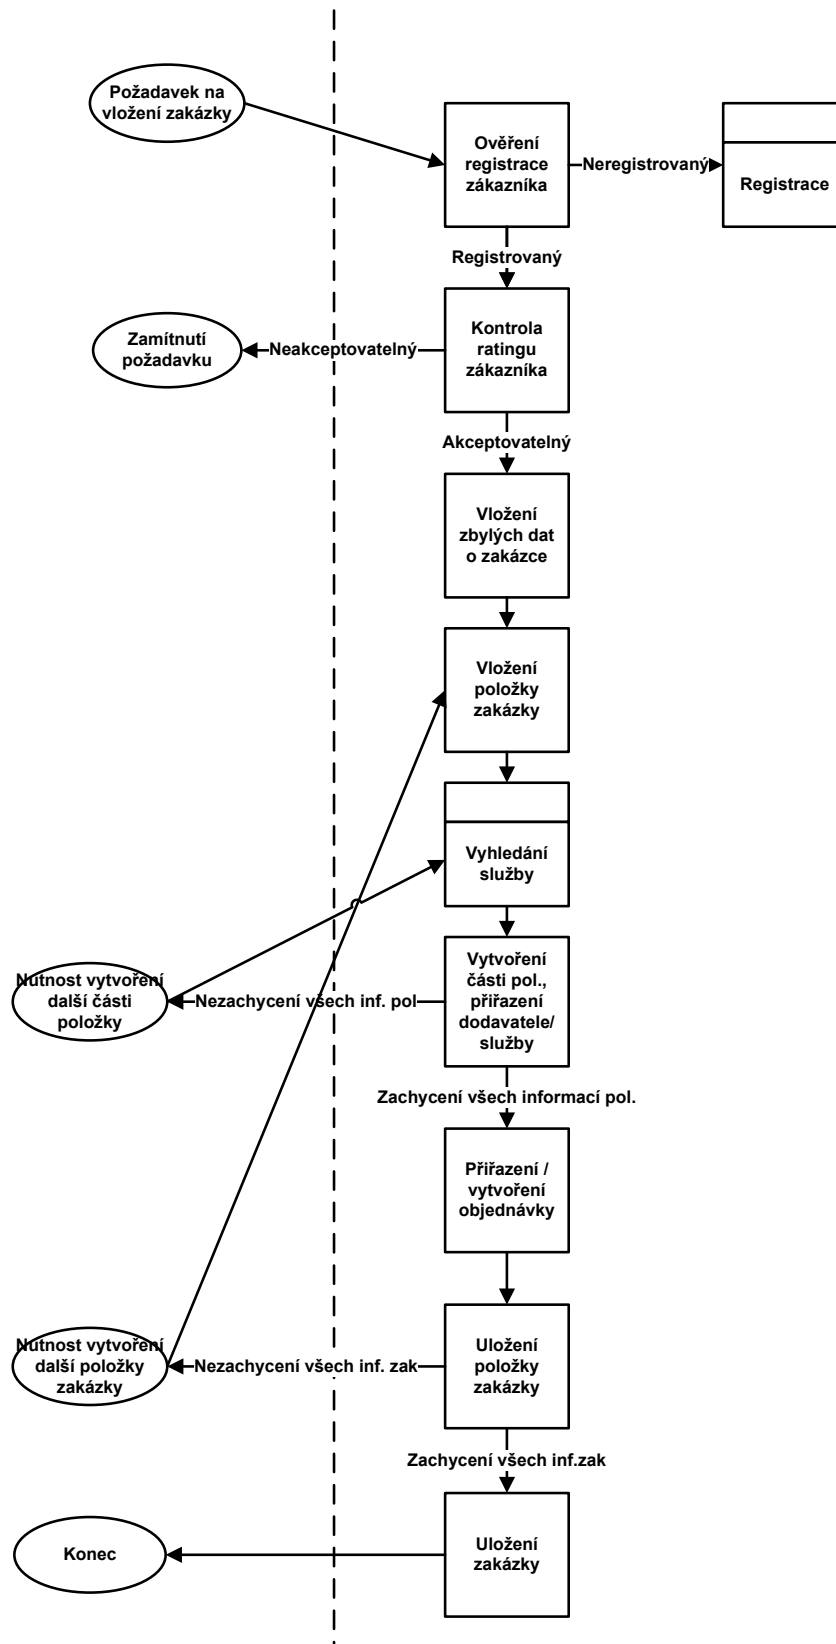 Požadavek na
vložení zakázky
Ověření
registrace
zákazníka
Neregistrovaný
Registrace
Registrovaný
Zamítnutí
požadavku
Neakceptovatelný
Kontrola
ratingu
zákazníka
Akceptovatelný
Vložení
zbylých dat
o zakázce
Vložení
položky
zakázky
Vyhledání
služby
Nutnost vytvoření
další části
položky
Nezachycení všech inf. pol
Vytvoření
části pol.,
přiřazení
dodavatele/
služby
Zachycení všech informací pol.
Přiřazení /
vytvoření
objednávky
Nutnost vytvoření
další položky
zakázky
Nezachycení všech inf. zak
Uložení
položky
zakázky
Zachycení všech inf.zak
Konec
Uložení
zakázky